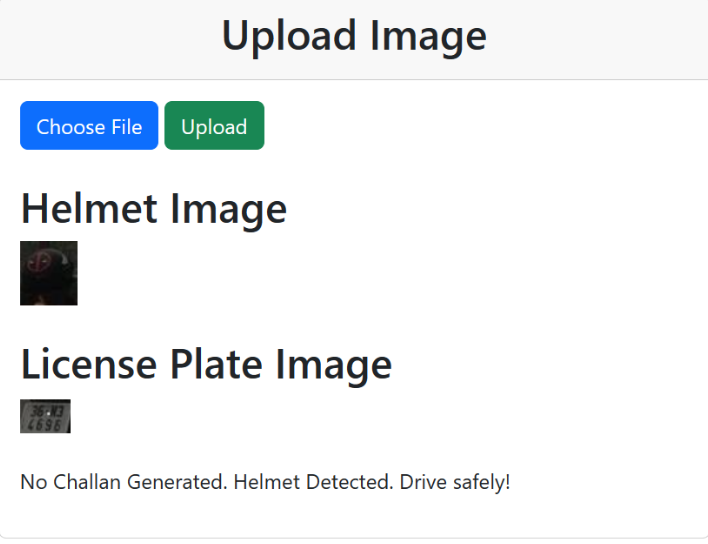 Upload Image
Choose File Upload
Helmet Image
License Plate Image
36-N3
4696
No Challan Generated. Helmet Detected. Drive safely!